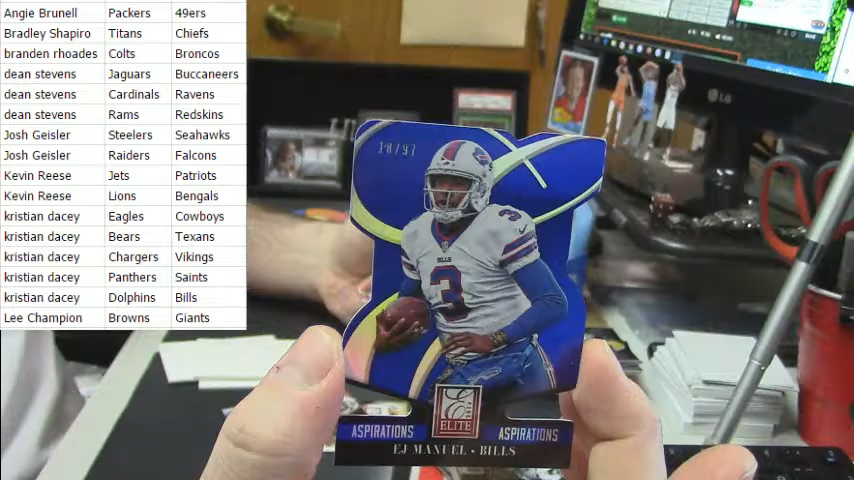 Angie Brunell Packers 49ers
Bradley Shapiro Titans Chiefs
branden rhoades Colts Broncos
dean stevens Jaguars Buccaneers
dean stevens Cardinals Ravens
dean stevens Rams Redskins
Josh Geisler Steelers Seahawks
Josh Geisler Raiders Falcons
Kevin Reese Jets Patriots
Kevin Reese Lions Bengals
kristian dacey Eagles Cowboys
kristian dacey Bears Texans
kristian dacey Chargers Vikings
kristian dacey Panthers Saints
kristian dacey Dolphins Bills
Lee Champion Browns Giants
LG
18/97
3
BILLS
3
ELITE
ASPIRATIONS ASPIRATIONS
EJ MANUEL • BILLS